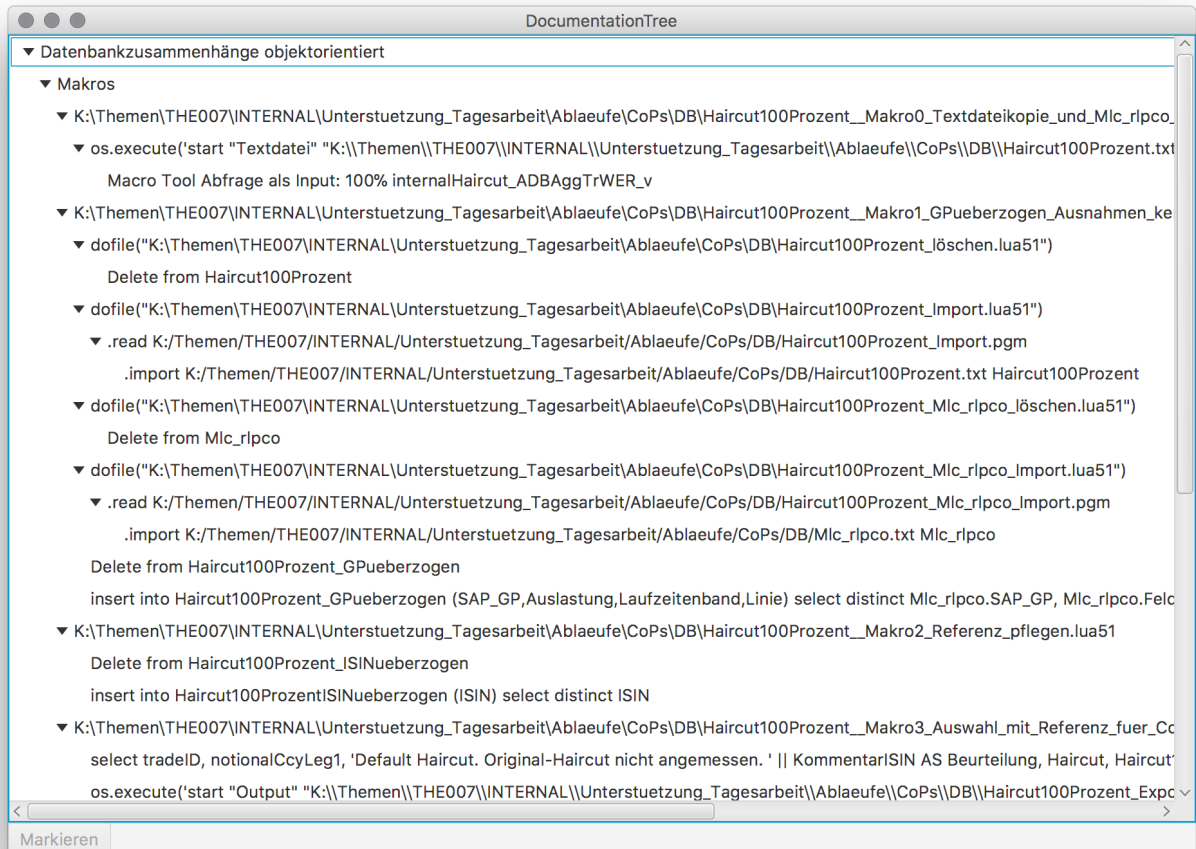 DocumentationTree
Datenbankzusammenhänge objektorientiert
Makros
K:\Themen\THE007\INTERNAL\Unterstuetzung_Tagesarbeit\Ablaeufe\CoPs\DB\Haircut100Prozent__Makro0_Textdateikopie_und_Mlc_rlpco_
os.execute('start "Textdatei" "K:\\Themen\\THE007\\INTERNAL\\Unterstuetzung_Tagesarbeit\\Ablaeufe\\CoPs\\DB\\Haircut100Prozent.txt
Macro Tool Abfrage als Input: 100% internalHaircut_ADBAggTrWER_v
K:\Themen\THE007\INTERNAL\Unterstuetzung_Tagesarbeit\Ablaeufe\CoPs\DB\Haircut100Prozent__Makro1_GPueberzogen_Ausnahmen_ke
dofile("K:\Themen\THE007\INTERNAL\Unterstuetzung_Tagesarbeit\Ablaeufe\CoPs\DB\Haircut100Prozent_löschen.lua51")
Delete from Haircut100Prozent
dofile("K:\Themen\THE007\INTERNAL\Unterstuetzung_Tagesarbeit\Ablaeufe\CoPs\DB\Haircut100Prozent_Import.lua51")
.read K:/Themen/THE007/INTERNAL/Unterstuetzung_Tagesarbeit/Ablaeufe/CoPs/DB/Haircut100Prozent_Import.pgm
.import K:/Themen/THE007/INTERNAL/Unterstuetzung_Tagesarbeit/Ablaeufe/CoPs/DB/Haircut100Prozent.txt Haircut100Prozent
dofile("K:\Themen\THE007\INTERNAL\Unterstuetzung_Tagesarbeit\Ablaeufe\CoPs\DB\Haircut100Prozent_Mlc_rlpco_löschen.lua51")
Delete from Mlc_rlpco
dofile("K:\Themen\THE007\INTERNAL\Unterstuetzung_Tagesarbeit\Ablaeufe\CoPs\DB\Haircut100Prozent_Mlc_rlpco_Import.lua51")
.read K:/Themen/THE007/INTERNAL/Unterstuetzung_Tagesarbeit/Ablaeufe/CoPs/DB/Haircut100Prozent_Mlc_rlpco_Import.pgm
.import K:/Themen/THE007/INTERNAL/Unterstuetzung_Tagesarbeit/Ablaeufe/CoPs/DB/Mlc_rlpco.txt Mlc_rlpco
Delete from Haircut100Prozent_GPueberzogen
insert into Haircut100Prozent_GPueberzogen (SAP_GP,Auslastung,Laufzeitenband,Linie) select distinct Mlc_rlpco.SAP_GP, Mlc_rlpco.Feld
K:\Themen\THE007\INTERNAL\Unterstuetzung_Tagesarbeit\Ablaeufe\CoPs\DB\Haircut100Prozent__Makro2_Referenz_pflegen.lua51
Delete from Haircut100Prozent_ISINueberzogen
insert into Haircut100ProzentISINueberzogen (ISIN) select distinct ISIN
K:\Themen\THE007\INTERNAL\Unterstuetzung_Tagesarbeit\Ablaeufe\CoPs\DB\Haircut100Prozent__Makro3_Auswahl_mit_Referenz_fuer_Co
select tradeID, notionalCcyLeg1, 'Default Haircut. Original-Haircut nicht angemessen. ' || KommentarISIN AS Beurteilung, Haircut, Haircut1
os.execute('start "Output" "K:\\Themen\\THE007\\INTERNAL\\Unterstuetzung_Tagesarbeit\\Ablaeufe\\CoPs\\DB\\Haircut100Prozent_Expo
Markieren